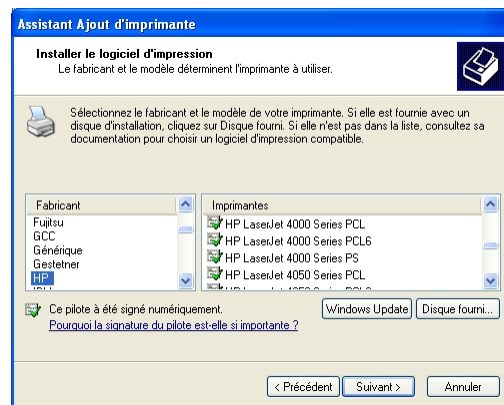 Assistant Ajout d'imprimante
Installer le logiciel d'impression
Le fabricant et le modèle déterminent l'imprimante à utiliser.
Sélectionnez le fabricant et le modèle de votre imprimante. Si elle est fournie avec un
disque d'installation, cliquez sur Disque fourni. Si elle n'est pas dans la liste, consultez sa
documentation pour choisir un logiciel d'impression compatible.
Fabricant
Fujitsu
GCC
Générique
Gestetner
HP
Imprimantes
HP LaserJet 4000 Series PCL
HP LaserJet 4000 Series PCL6
HP LaserJet 4000 Series PS
HP LaserJet 4050 Series PCL
Ce pilote à été signé numériquement.
Pourquoi la signature du pilote est-elle si importante ?
Windows Update
Disque fourni...
< Précédent
Suivant >
Annuler